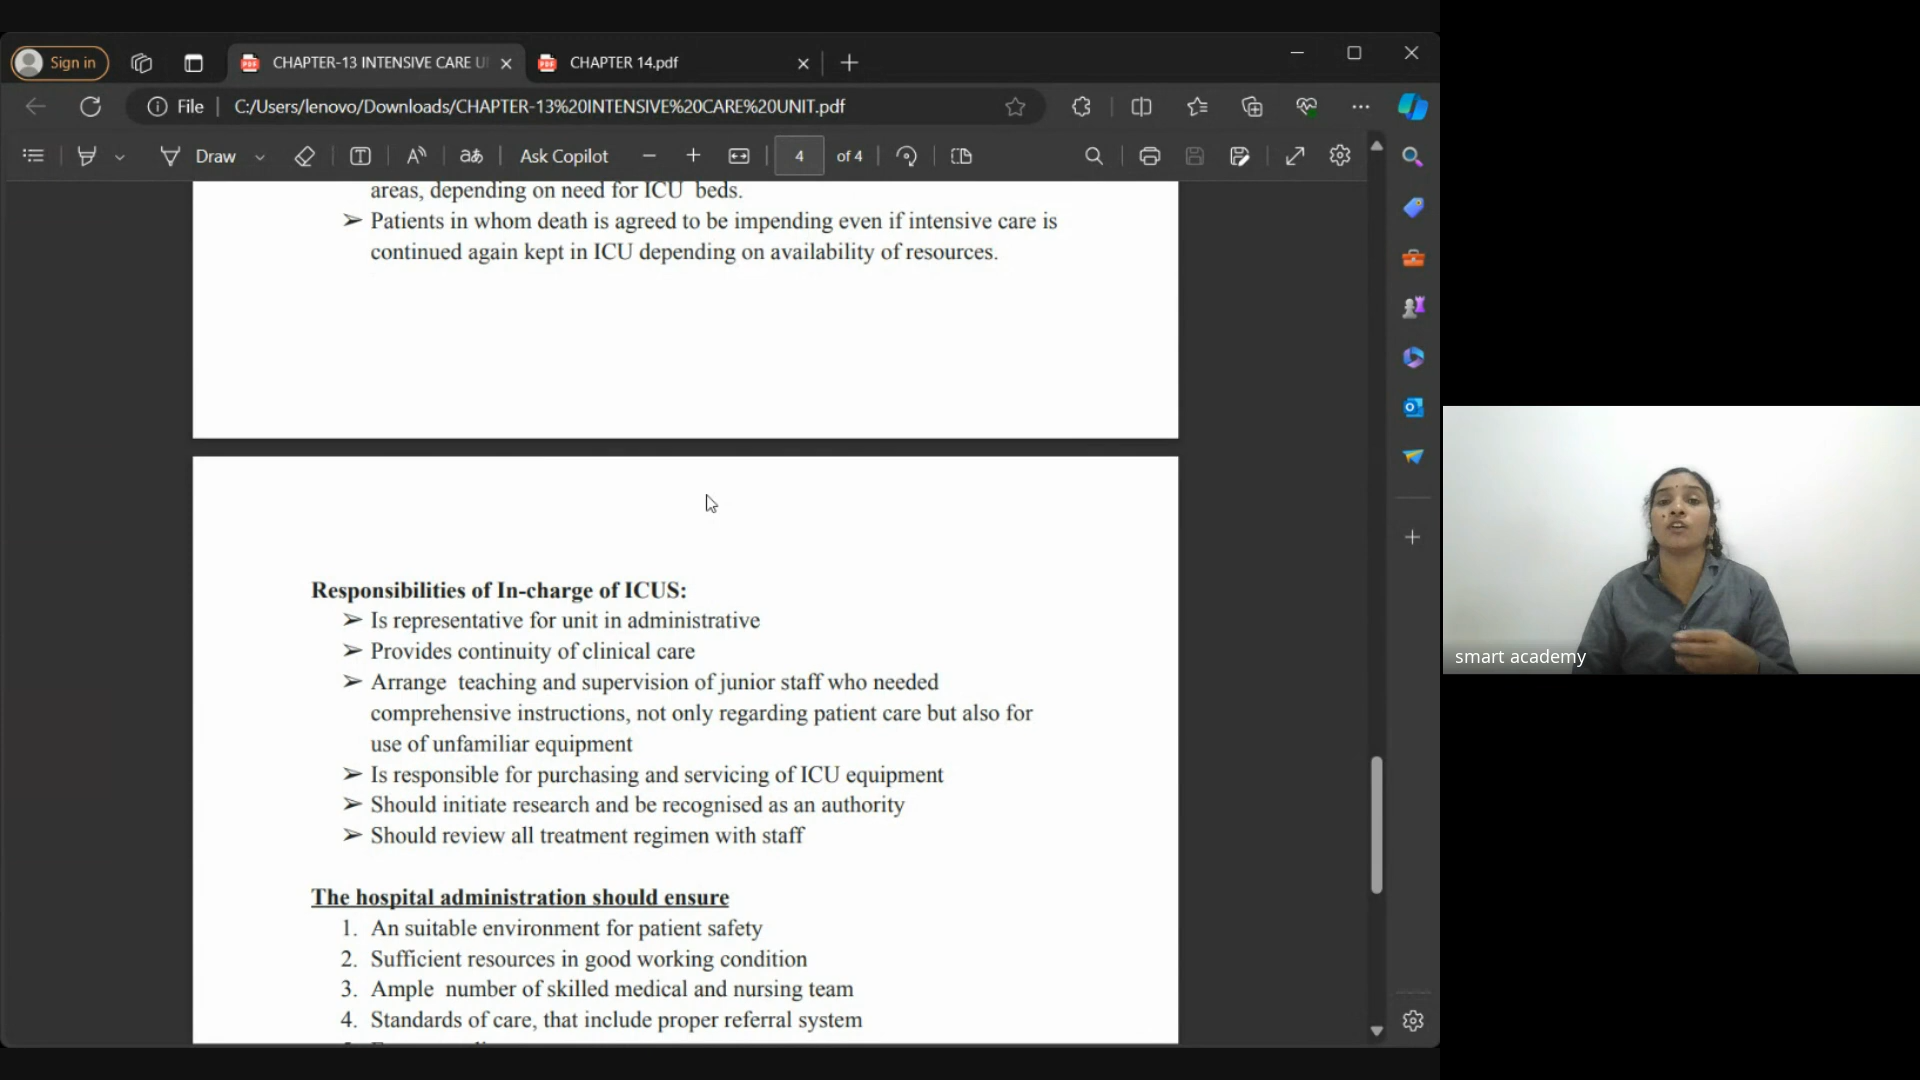 Sign in
CHAPTER-13 INTENSIVE CARE U
CHAPTER 14.pdf
File
C:/Users/lenovo/Downloads/CHAPTER-13%20INTENSIVE%20CARE%20UNIT.pdf
Draw
Ask Copilot
4
of 4
areas, depending on need for ICU beds.
➢ Patients in whom death is agreed to be impending even if intensive care is
continued again kept in ICU depending on availability of resources.
Responsibilities of In-charge of ICUS:
➢ Is representative for unit in administrative
➢ Provides continuity of clinical care
➢ Arrange teaching and supervision of junior staff who needed
comprehensive instructions, not only regarding patient care but also for
use of unfamiliar equipment
➢ Is responsible for purchasing and servicing of ICU equipment
➢ Should initiate research and be recognised as an authority
➢ Should review all treatment regimen with staff
The hospital administration should ensure
1. An suitable environment for patient safety
2. Sufficient resources in good working condition
3. Ample number of skilled medical and nursing team
4. Standards of care, that include proper referral system
smart academy